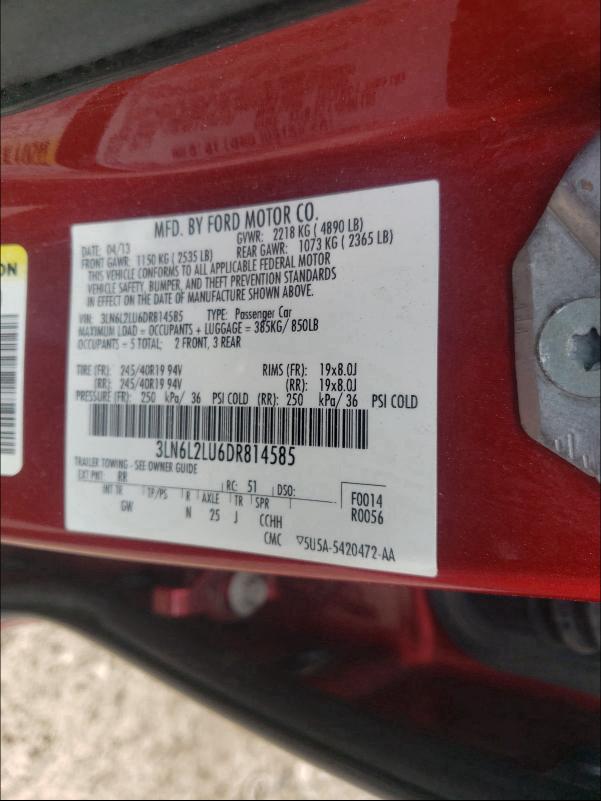 MFD. BY FORD MOTOR CO.
DATE: 04/13 GVWR: 2218 KG ( 4890 LB)
FRONT GAWR: 1150 KG ( 2535 LB) REAR GAWR: 1073 KG ( 2365 LB)
THIS VEHICLE CONFORMS TO ALL APPLICABLE FEDERAL MOTOR
VEHICLE SAFETY, BUMPER, AND THEFT PREVENTION STANDARDS
IN EFFECT ON THE DATE OF MANUFACTURE SHOWN ABOVE.
VIN: 3LN6L2LU6DR814585 TYPE: Passenger Car
MAXIMUM LOAD = OCCUPANTS + LUGGAGE = 385KG/ 850LB
OCCUPANTS = 5 TOTAL: 2 FRONT, 3 REAR
TIRE (FR): 245/40R19 94V RIMS (FR): 19x8.0J
(RR): 245/40R19 94V (RR): 19x8.0J
PRESSURE (FR): 250 kPa/ 36 PSI COLD (RR): 250 kPa/ 36 PSI COLD
3LN6L2LU6DR814585
TRAILER TOWING - SEE OWNER GUIDE
EXT PNT: RR RC: 51 DSO:
INT TR TP/PS R AXLE TR SPR F0014
GW N 25 J CCHH R0056
CMC ▽5U5A-5420472-AA
ON